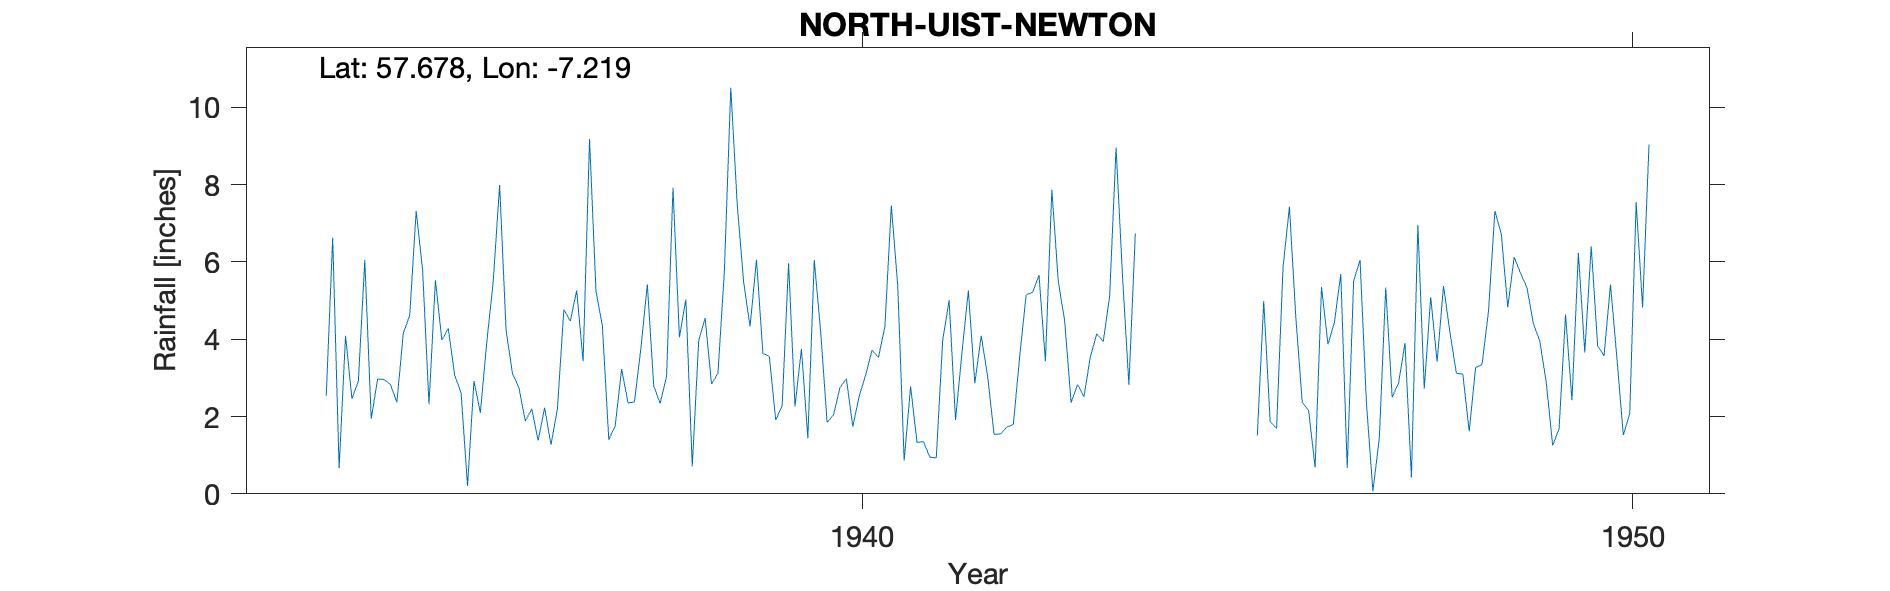 NORTH-UIST-NEWTON
Lat: 57.678, Lon: -7.219
10
8
6
4
2
0
Rainfall [inches]
1940
1950
Year